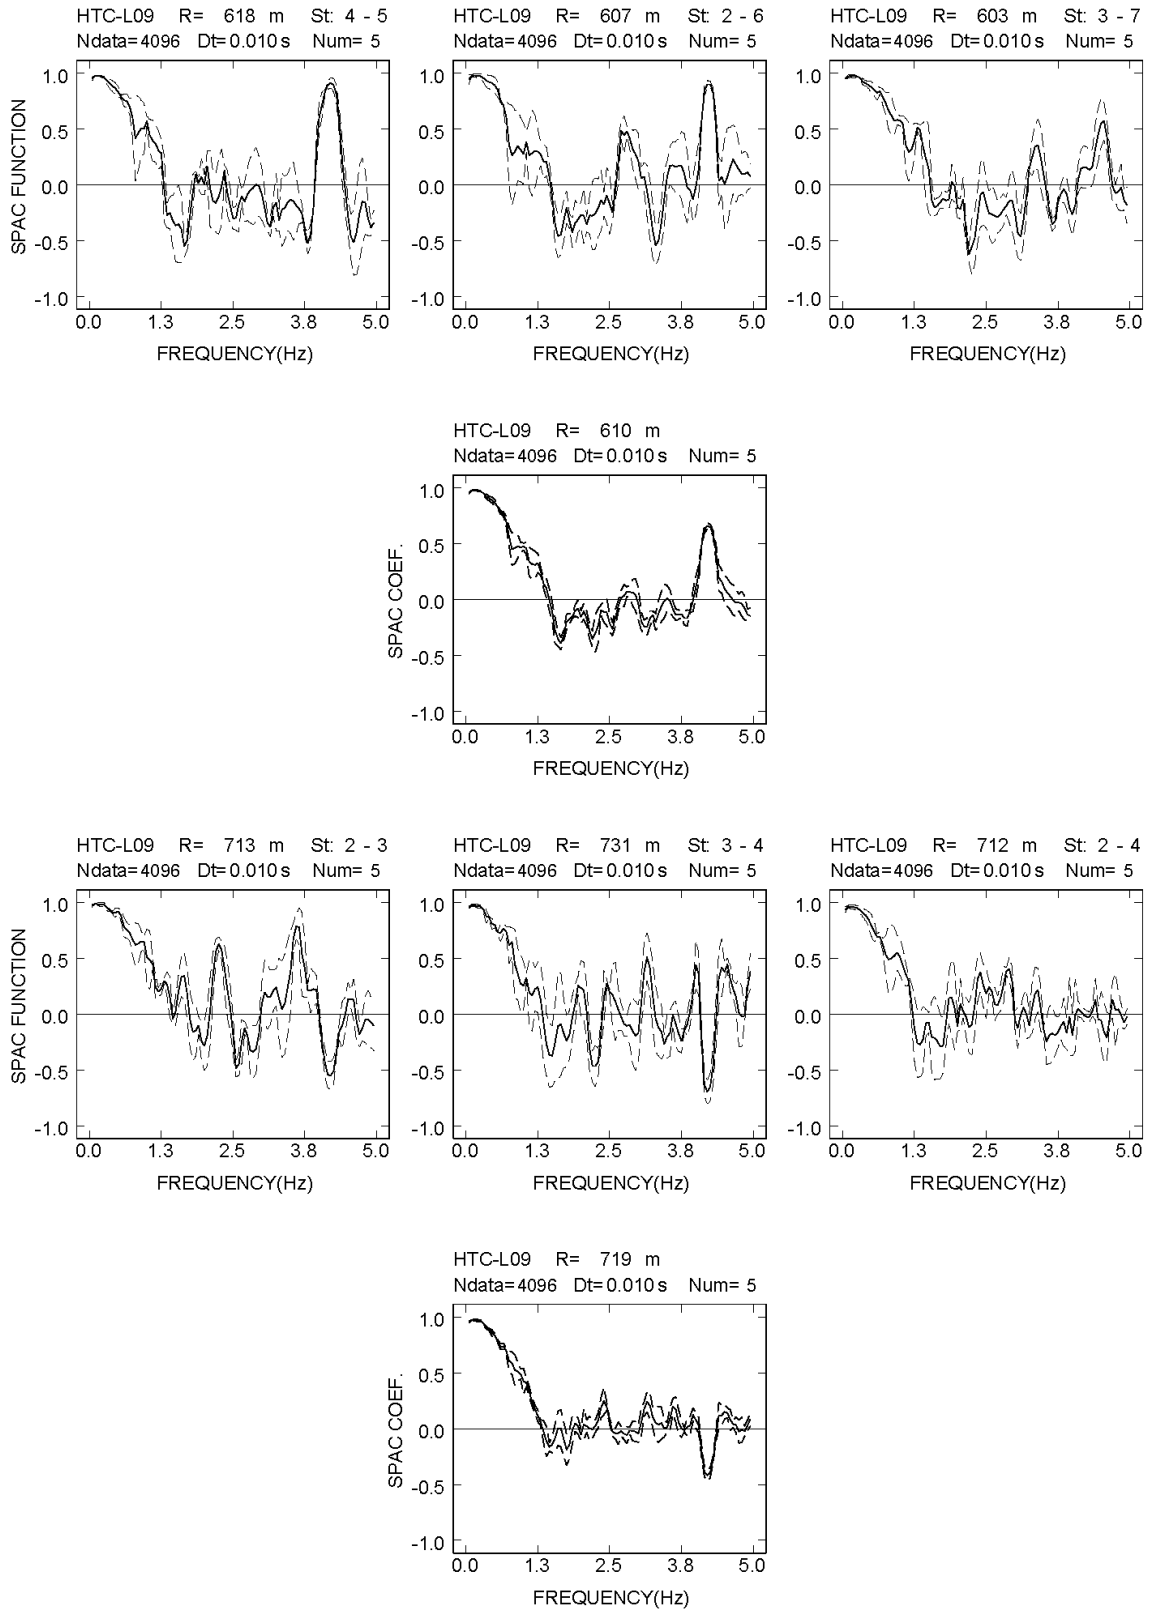 HTC-L09 R= 618 m St: 4 - 5
Ndata=4096 Dt=0.010 s Num= 5
HTC-L09 R= 607 m St: 2 - 6
Ndata=4096 Dt=0.010 s Num= 5
HTC-L09 R= 603 m St: 3 - 7
Ndata=4096 Dt=0.010 s Num= 5
SPAC FUNCTION
1.0
0.5
0.0
-0.5
-1.0
0.0 1.3 2.5 3.8 5.0
FREQUENCY(Hz)
1.0
0.5
0.0
-0.5
-1.0
0.0 1.3 2.5 3.8 5.0
FREQUENCY(Hz)
1.0
0.5
0.0
-0.5
-1.0
0.0 1.3 2.5 3.8 5.0
FREQUENCY(Hz)
HTC-L09 R= 610 m
Ndata=4096 Dt=0.010 s Num= 5
SPAC COEF.
1.0
0.5
0.0
-0.5
-1.0
0.0 1.3 2.5 3.8 5.0
FREQUENCY(Hz)
HTC-L09 R= 713 m St: 2 - 3
Ndata=4096 Dt=0.010 s Num= 5
HTC-L09 R= 731 m St: 3 - 4
Ndata=4096 Dt=0.010 s Num= 5
HTC-L09 R= 712 m St: 2 - 4
Ndata=4096 Dt=0.010 s Num= 5
SPAC FUNCTION
1.0
0.5
0.0
-0.5
-1.0
0.0 1.3 2.5 3.8 5.0
FREQUENCY(Hz)
1.0
0.5
0.0
-0.5
-1.0
0.0 1.3 2.5 3.8 5.0
FREQUENCY(Hz)
1.0
0.5
0.0
-0.5
-1.0
0.0 1.3 2.5 3.8 5.0
FREQUENCY(Hz)
HTC-L09 R= 719 m
Ndata=4096 Dt=0.010 s Num= 5
SPAC COEF.
1.0
0.5
0.0
-0.5
-1.0
0.0 1.3 2.5 3.8 5.0
FREQUENCY(Hz)